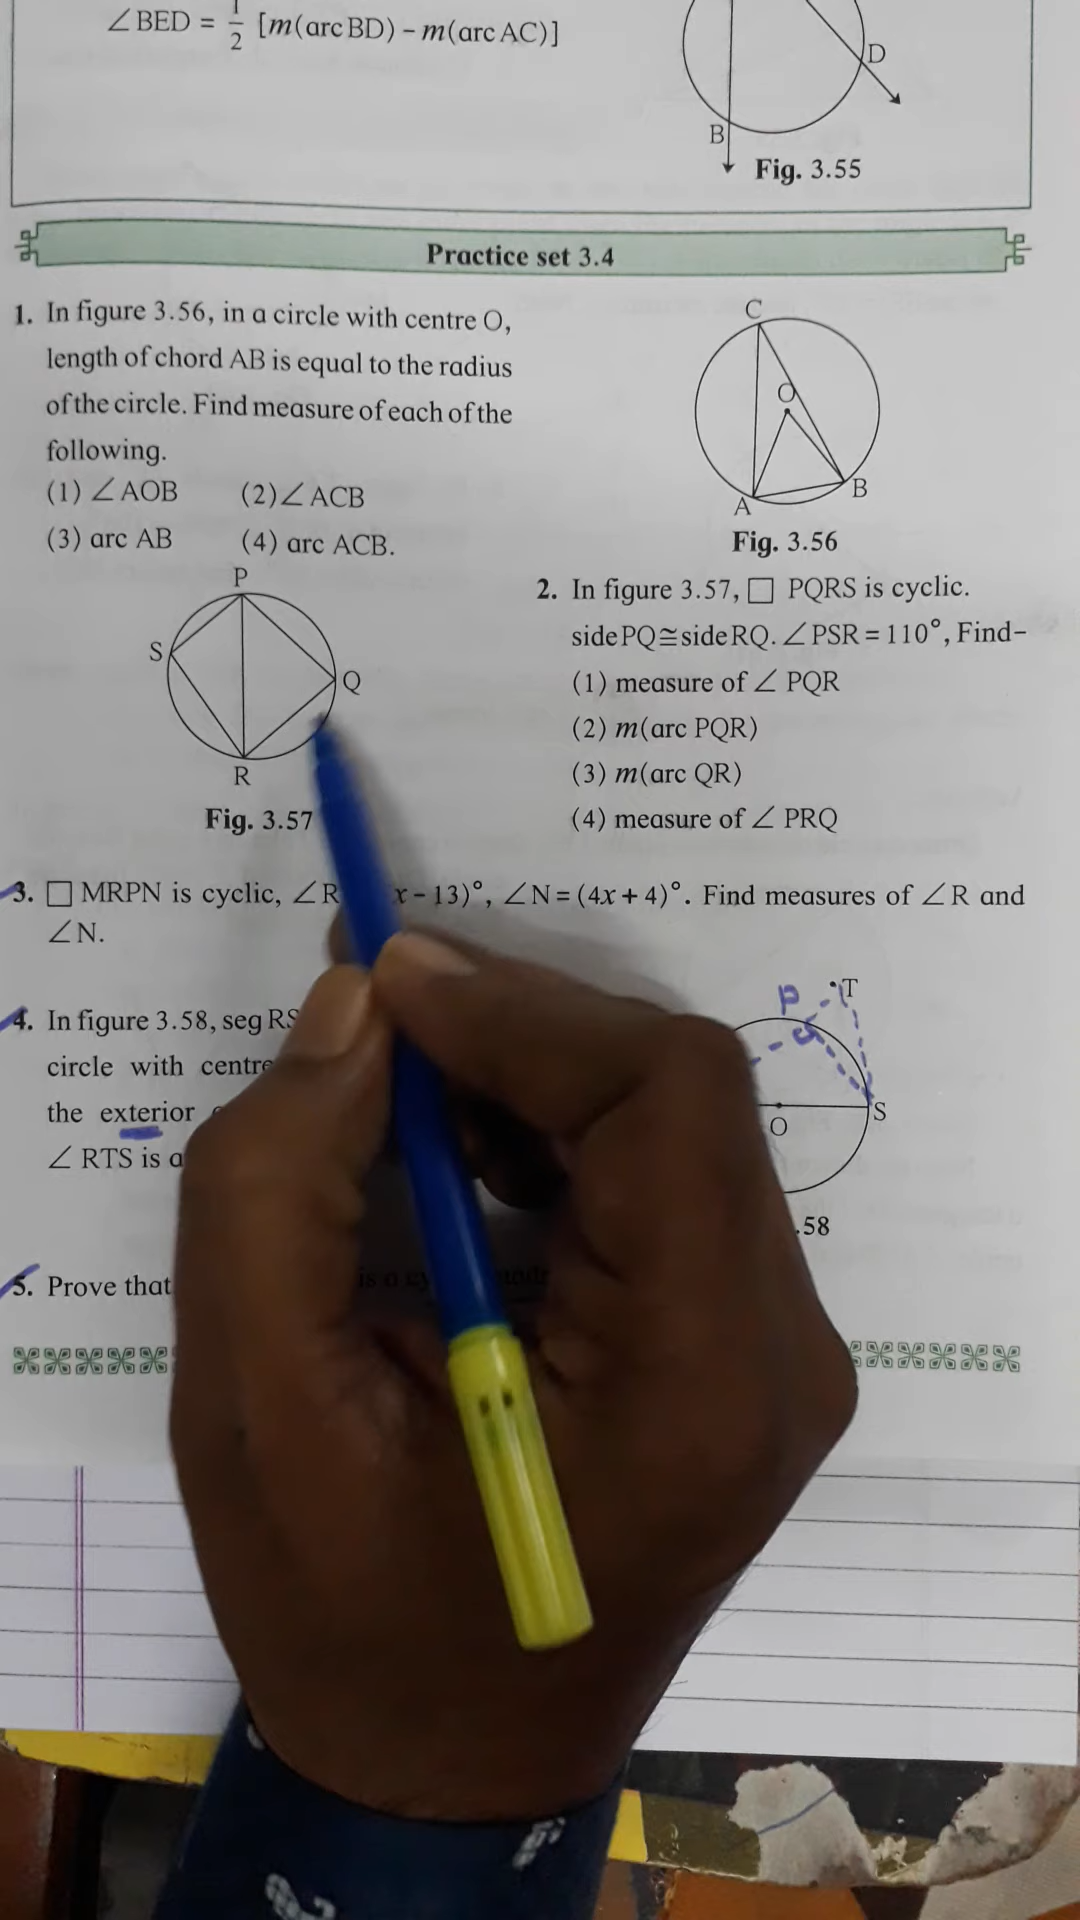 ∠BED = 1/2 [m(arc BD) – m(arc AC)]
D
B
Fig. 3.55
Practice set 3.4
1. In figure 3.56, in a circle with centre O,
length of chord AB is equal to the radius
of the circle. Find measure of each of the
following.
(1) ∠AOB (2)∠ACB
(3) arc AB (4) arc ACB.
C
O
B
A
Fig. 3.56
P
S
Q
R
Fig. 3.57
2. In figure 3.57, □ PQRS is cyclic.
side PQ≅side RQ. ∠PSR = 110°, Find-
(1) measure of ∠ PQR
(2) m(arc PQR)
(3) m(arc QR)
(4) measure of ∠ PRQ
3. □ MRPN is cyclic, ∠R x – 13)°, ∠N = (4x + 4)°. Find measures of ∠R and
∠N.
4. In figure 3.58, seg RS
circle with centre
the exterior
∠ RTS is a
P
T
S
O
.58
5. Prove that is a